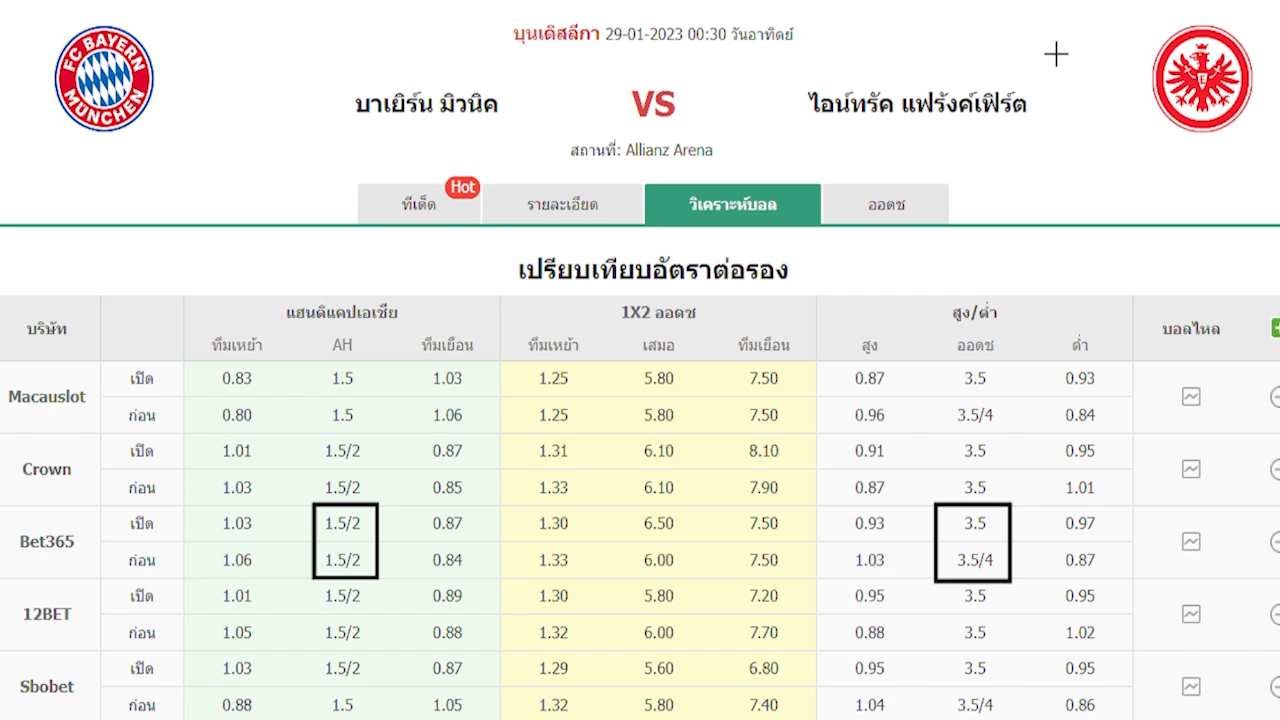 บุนเดิสลีกา 29-01-2023 00:30 วันอาทิตย์
FC BAYERN MÜNCHEN
บาเยิร์น มิวนิค VS ไอน์ทรัค แฟร้งค์เฟิร์ต
สถานที่: Allianz Arena
Hot
ทีเด็ด รายละเอียด วิเคราะห์บอล ออดช
เปรียบเทียบอัตราต่อรอง
แฮนดิแคปเอเชีย 1X2 ออดช สูง/ต่ำ
บริษัท บอลไหล
ทีมเหย้า AH ทีมเยือน ทีมเหย้า เสมอ ทีมเยือน สูง ออดช ต่ำ
Macauslot
เปิด 0.83 1.5 1.03 1.25 5.80 7.50 0.87 3.5 0.93
ก่อน 0.80 1.5 1.06 1.25 5.80 7.50 0.96 3.5/4 0.84
Crown
เปิด 1.01 1.5/2 0.87 1.31 6.10 8.10 0.91 3.5 0.95
ก่อน 1.03 1.5/2 0.85 1.33 6.10 7.90 0.87 3.5 1.01
Bet365
เปิด 1.03 1.5/2 0.87 1.30 6.50 7.50 0.93 3.5 0.97
ก่อน 1.06 1.5/2 0.84 1.33 6.00 7.50 1.03 3.5/4 0.87
12BET
เปิด 1.01 1.5/2 0.89 1.30 5.80 7.20 0.95 3.5 0.95
ก่อน 1.05 1.5/2 0.88 1.32 6.00 7.70 0.88 3.5 1.02
Sbobet
เปิด 1.03 1.5/2 0.87 1.29 5.60 6.80 0.95 3.5 0.95
ก่อน 0.88 1.5 1.05 1.32 5.80 7.40 1.04 3.5/4 0.86